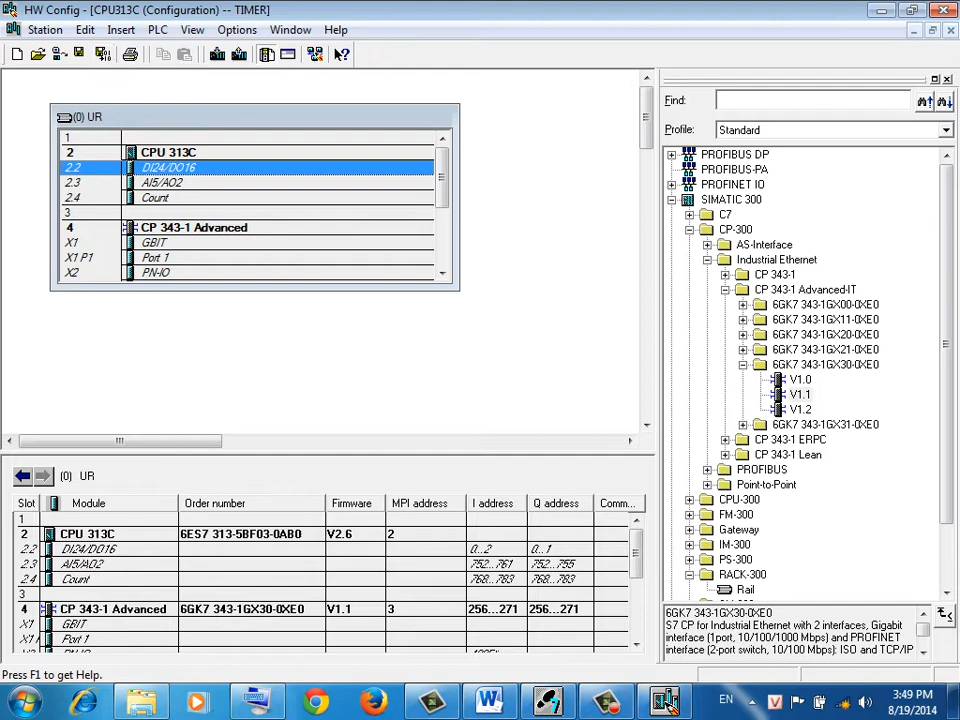 HW Config - [CPU313C (Configuration) -- TIMER]
Station Edit Insert PLC View Options Window Help
(0) UR
1
2 CPU 313C
2.2 DI24/DO16
2.3 AI5/AO2
2.4 Count
3
4 CP 343-1 Advanced
X1 GBIT
X1 P1 Port 1
X2 PN-IO
Find:
Profile: Standard
PROFIBUS DP
PROFIBUS-PA
PROFINET IO
SIMATIC 300
C7
CP-300
AS-Interface
Industrial Ethernet
CP 343-1
CP 343-1 Advanced-IT
6GK7 343-1GX00-0XE0
6GK7 343-1GX11-0XE0
6GK7 343-1GX20-0XE0
6GK7 343-1GX21-0XE0
6GK7 343-1GX30-0XE0
V1.0
V1.1
V1.2
6GK7 343-1GX31-0XE0
CP 343-1 ERPC
CP 343-1 Lean
PROFIBUS
Point-to-Point
CPU-300
FM-300
Gateway
IM-300
PS-300
RACK-300
Rail
6GK7 343-1GX30-0XE0
S7 CP for Industrial Ethernet with 2 interfaces, Gigabit
interface (1port, 10/100/1000 Mbps) and PROFINET
interface (2-port switch, 10/100 Mbps): ISO and TCP/IP
(0) UR
Slot Module Order number Firmware MPI address I address Q address Comm...
1
2 CPU 313C 6ES7 313-5BF03-0AB0 V2.6 2
2.2 DI24/DO16 0...2 0...1
2.3 AI5/AO2 752...761 752...755
2.4 Count 768...783 768...783
3
4 CP 343-1 Advanced 6GK7 343-1GX30-0XE0 V1.1 3 256...271 256...271
X1 GBIT
X1 Port 1
Press F1 to get Help.
EN
3:49 PM
8/19/2014